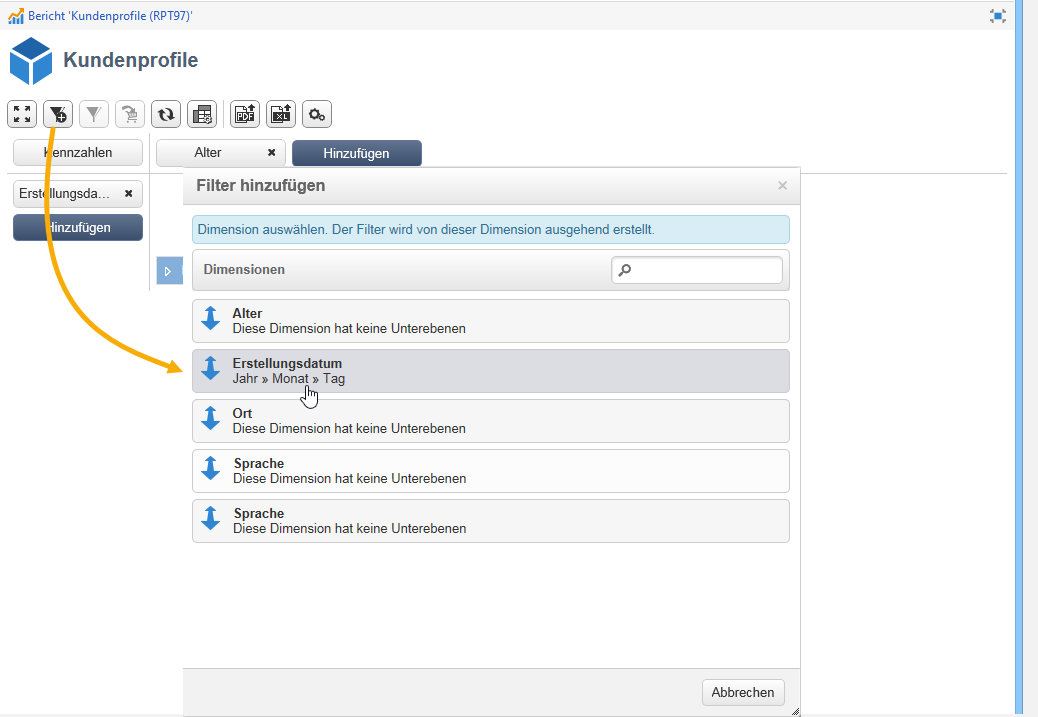 Bericht 'Kundenprofile (RPT97)'
Kundenprofile
PDF XL
Kennzahlen
Alter
Hinzufügen
Erstellungsda...
Hinzufügen
Filter hinzufügen
Dimension auswählen. Der Filter wird von dieser Dimension ausgehend erstellt.
Dimensionen
Alter
Diese Dimension hat keine Unterebenen
Erstellungsdatum
Jahr » Monat » Tag
Ort
Diese Dimension hat keine Unterebenen
Sprache
Diese Dimension hat keine Unterebenen
Sprache
Diese Dimension hat keine Unterebenen
Abbrechen